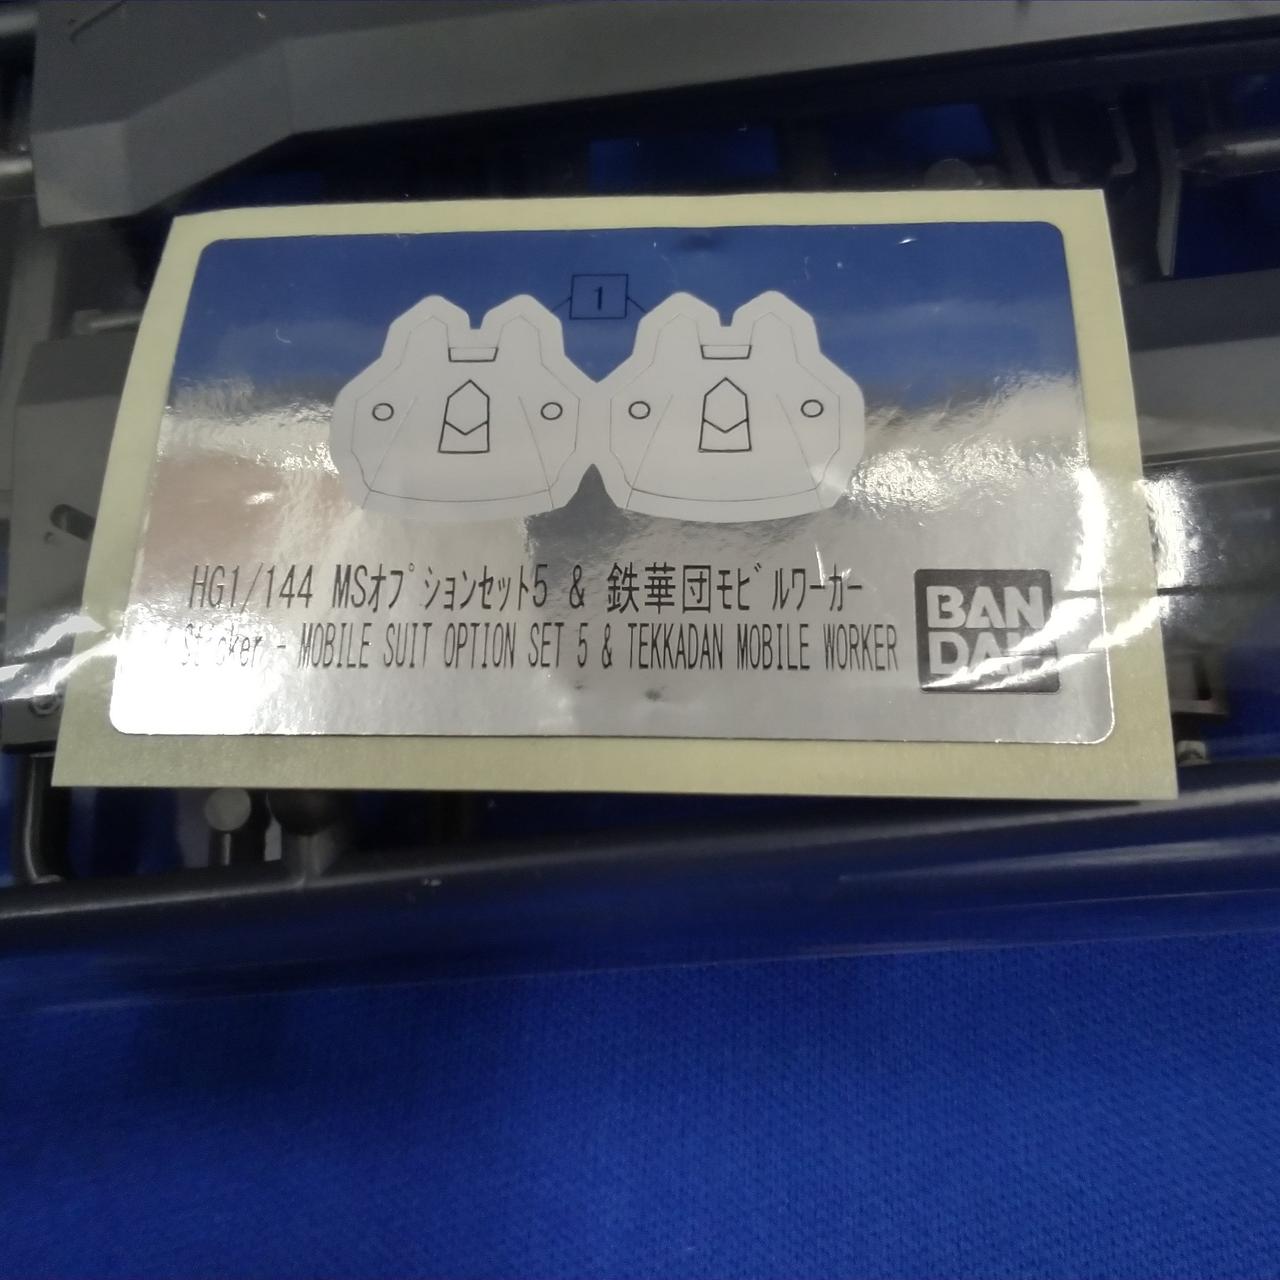 1
HG1/144 MSオプションセット5 & 鉄華団モビルワーカー
Sticker - MOBILE SUIT OPTION SET 5 & TEKKADAN MOBILE WORKER
BAN
DAI